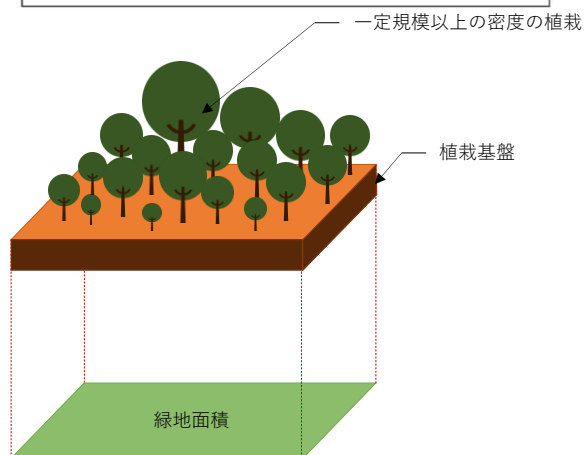 一定規模以上の密度の植栽
植栽基盤
緑地面積